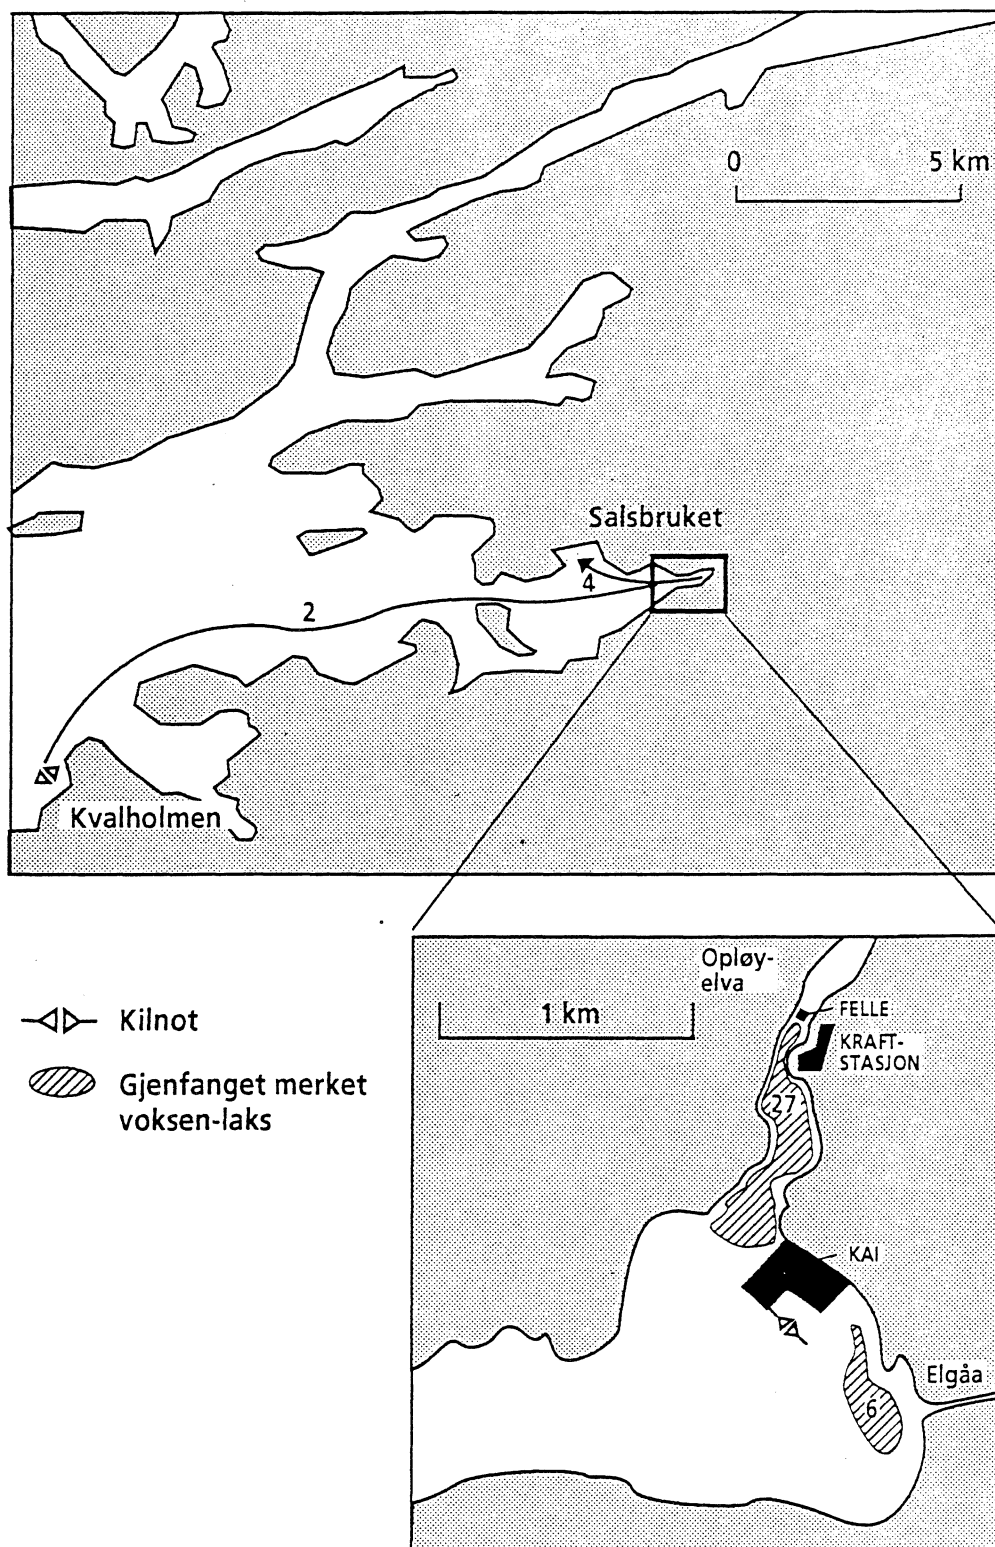 0 5 km
Salsbruket
4
2
Kvalholmen
Kilnot
Gjenfanget merket
voksen-laks
Opløy-
elva
1 km
FELLE
KRAFT-
STASJON
27
KAI
Elgåa
6